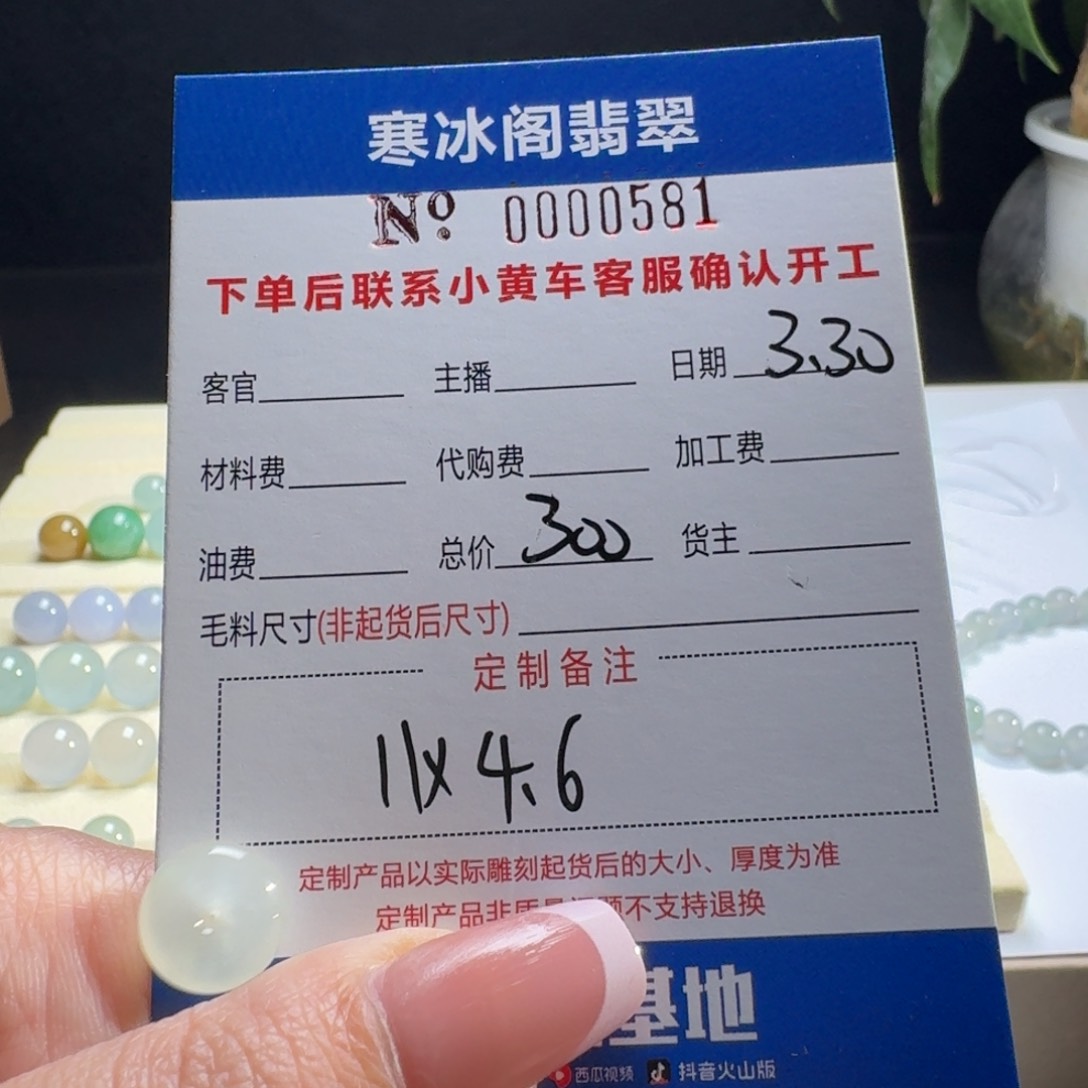 寒冰阁翡翠
Nº 0000581
下单后联系小黄车客服确认开工
客官 主播 日期 3.30
材料费 代购费 加工费
油费 总价 300 货主
毛料尺寸(非起货后尺寸)
定制备注
11x4.6
定制产品以实际雕刻起货后的大小、厚度为准
定制产品非质量问题不支持退换
基地
西瓜视频 抖音火山版